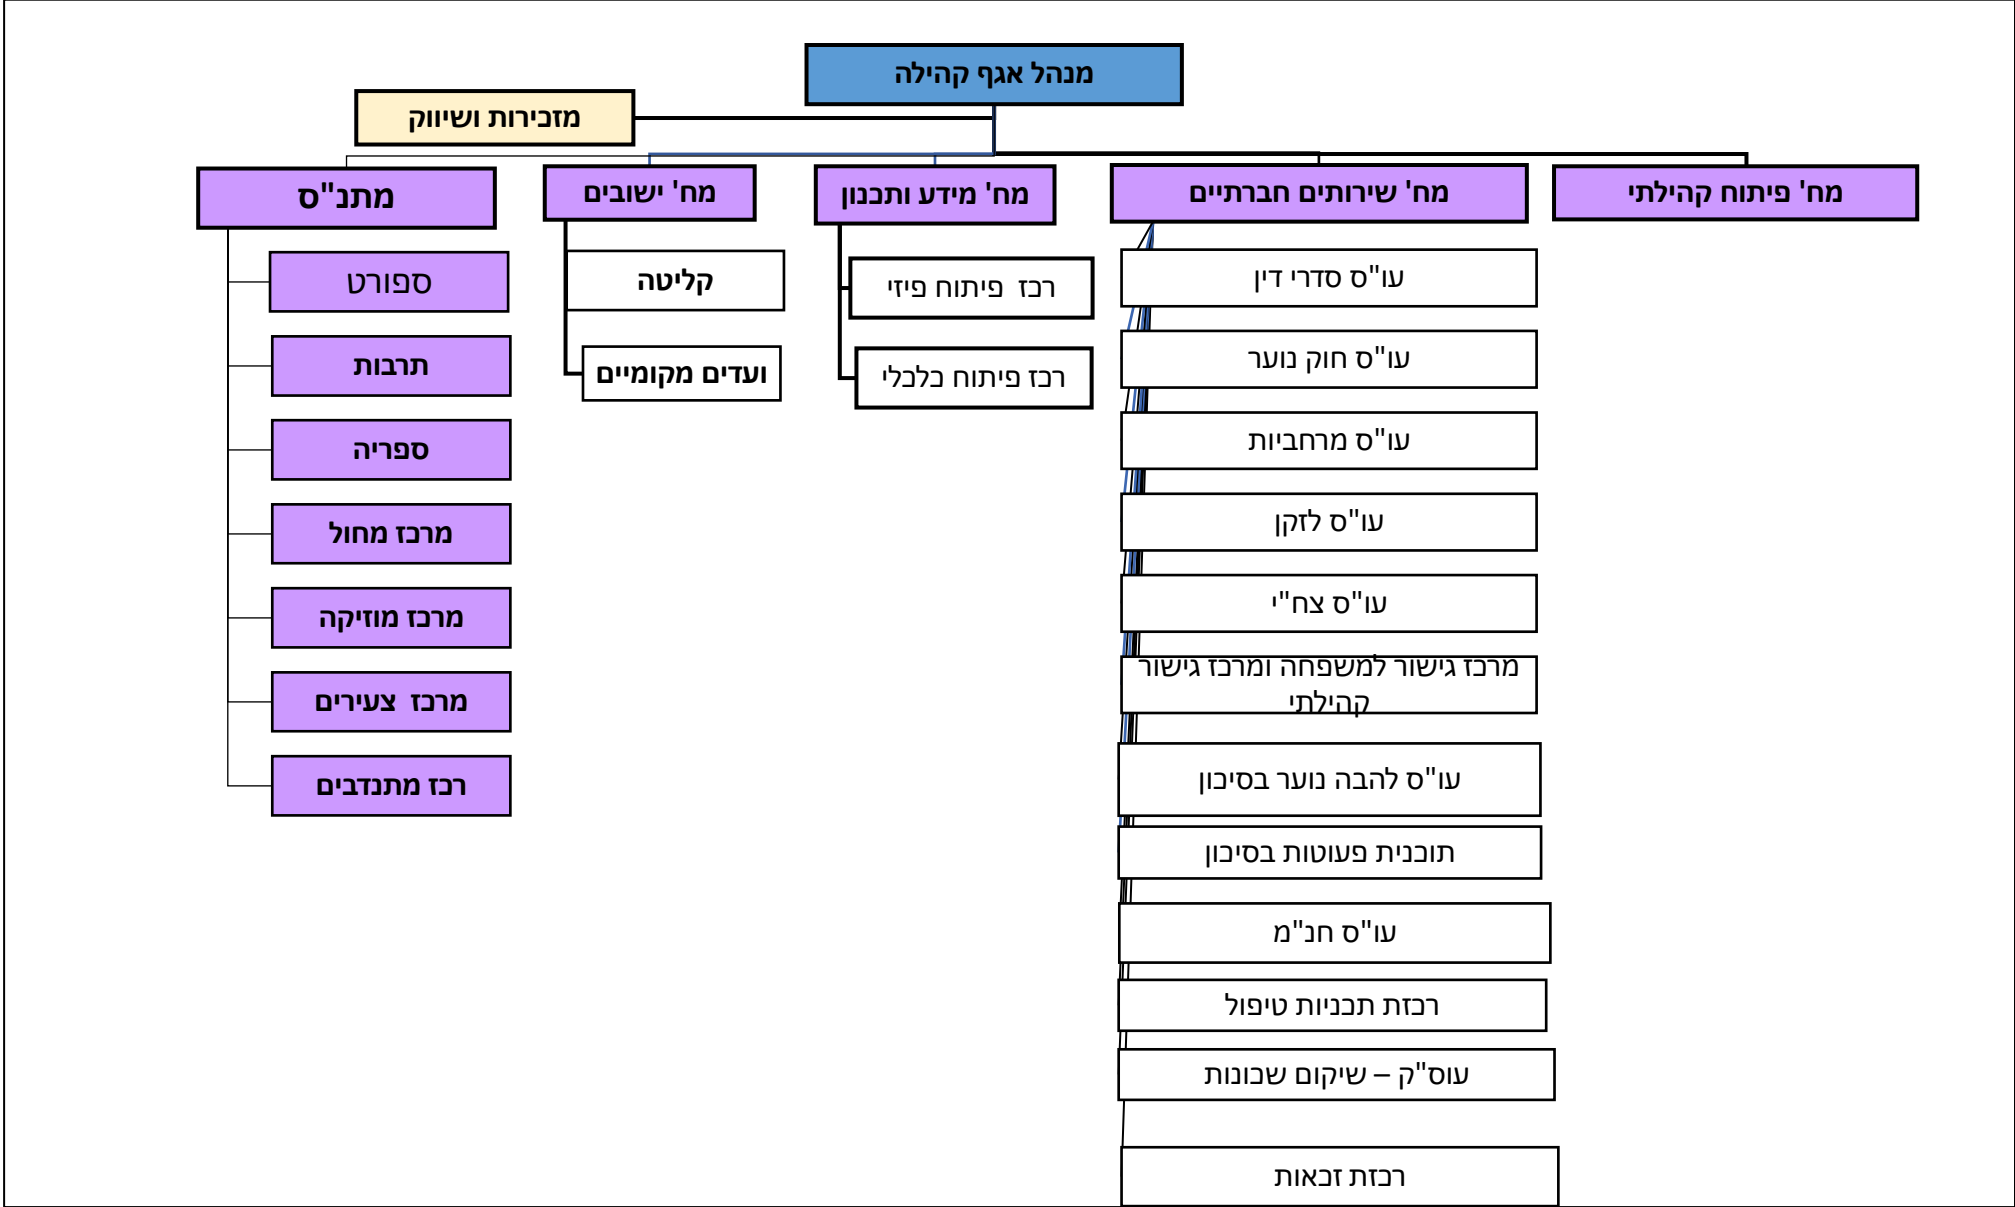 מנהל אגף קהילה
מזכירות ושיווק
מח' פיתוח קהילתי
מח' שירותים חברתיים
עו"ס סדרי דין
עו"ס חוק נוער
עו"ס מרחביות
עו"ס לזקן
עו"ס צח"י
מרכז גישור למשפחה ומרכז גישור
קהילתי
עו"ס להבה נוער בסיכון
תוכנית פעוטות בסיכון
עו"ס חנ"מ
רכזת תכניות טיפול
עוס"ק – שיקום שכונות
רכזת זכאות
מח' מידע ותכנון
רכז פיתוח פיזי
רכז פיתוח כלכלי
מח' ישובים
קליטה
ועדים מקומיים
מתנ"ס
ספורט
תרבות
ספריה
מרכז מחול
מרכז מוזיקה
מרכז צעירים
רכז מתנדבים